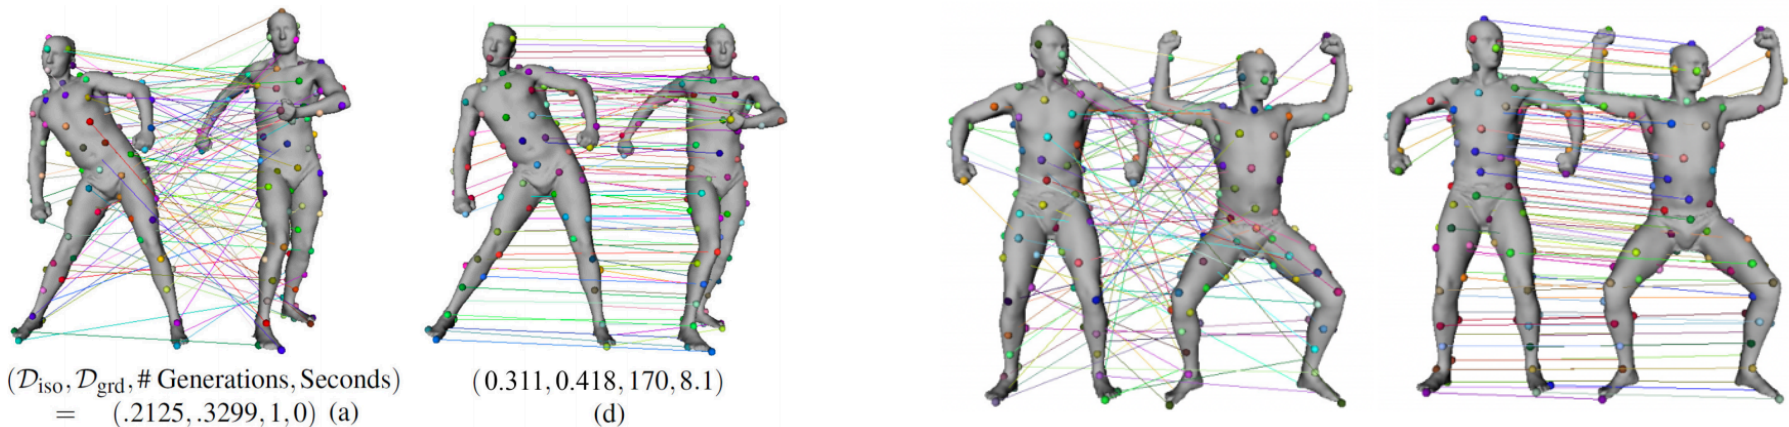 (𝒟iso, 𝒟grd, # Generations, Seconds)
= (.2125, .3299, 1, 0) (a)
(0.311, 0.418, 170, 8.1)
(d)